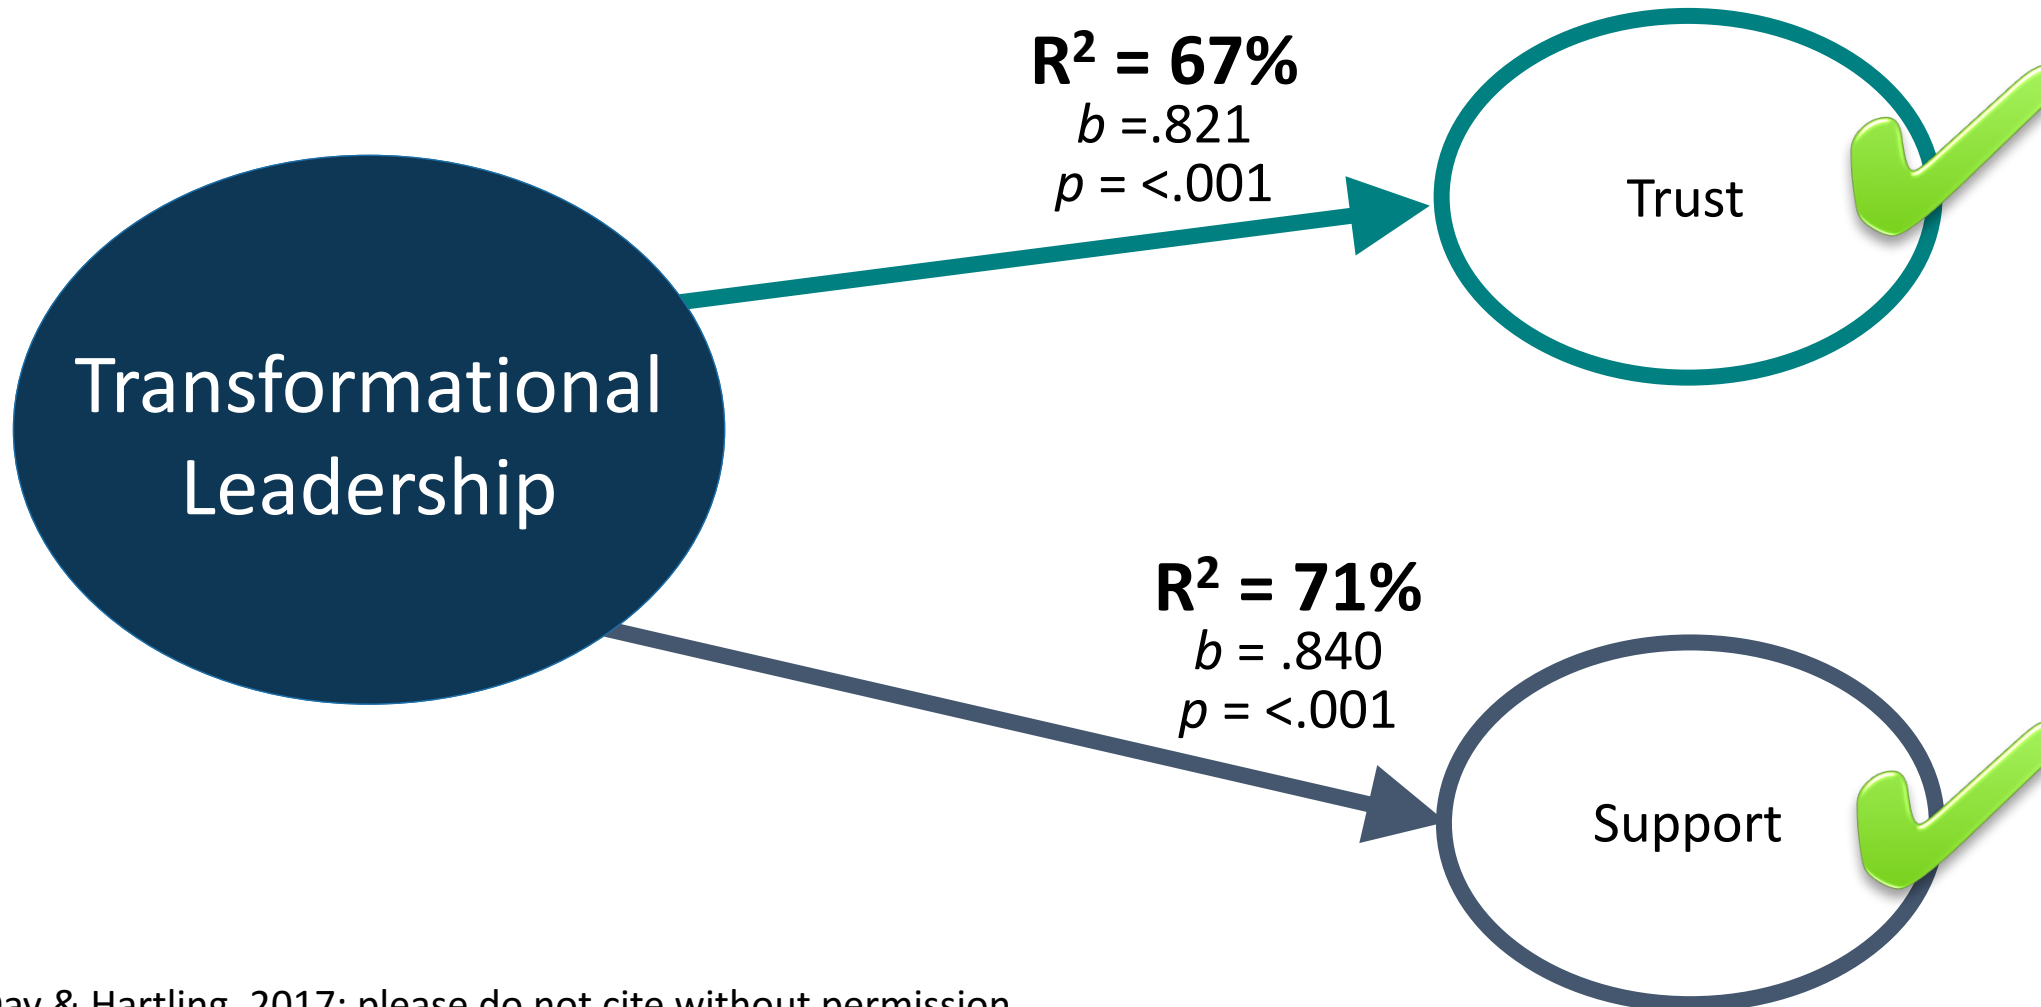 R² = 67%
b =.821
p = <.001
Trust
Transformational
Leadership
R² = 71%
b = .840
p = <.001
Support
& Hartling, 2017; please do not cite without permission